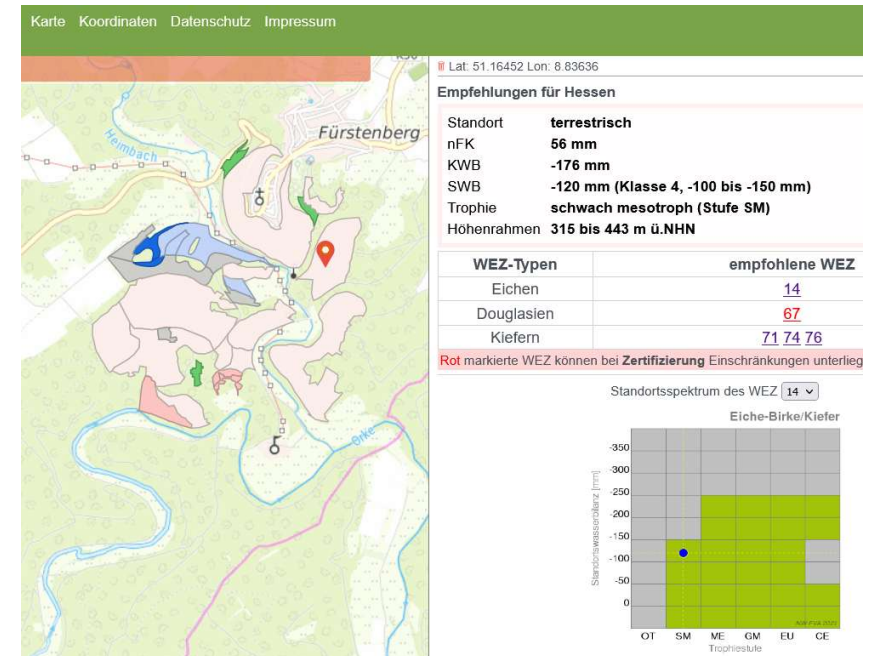 Karte Koordinaten Datenschutz Impressum
Lat: 51.16452 Lon: 8.83636
Empfehlungen für Hessen
Standort terrestrisch
nFK 56 mm
KWB -176 mm
SWB -120 mm (Klasse 4, -100 bis -150 mm)
Trophie schwach mesotroph (Stufe SM)
Höhenrahmen 315 bis 443 m ü.NHN
WEZ-Typen empfohlene WEZ
Eichen 14
Douglasien 67
Kiefern 71 74 76
Rot markierte WEZ können bei Zertifizierung Einschränkungen unterlieg
Standortsspektrum des WEZ 14
Eiche-Birke/Kiefer
Standortswasserbilanz [mm]
-350
-300
-250
-200
-150
-100
-50
0
OT SM ME GM EU CE
Trophiestufe
Fürstenberg
Heimbach
Orke